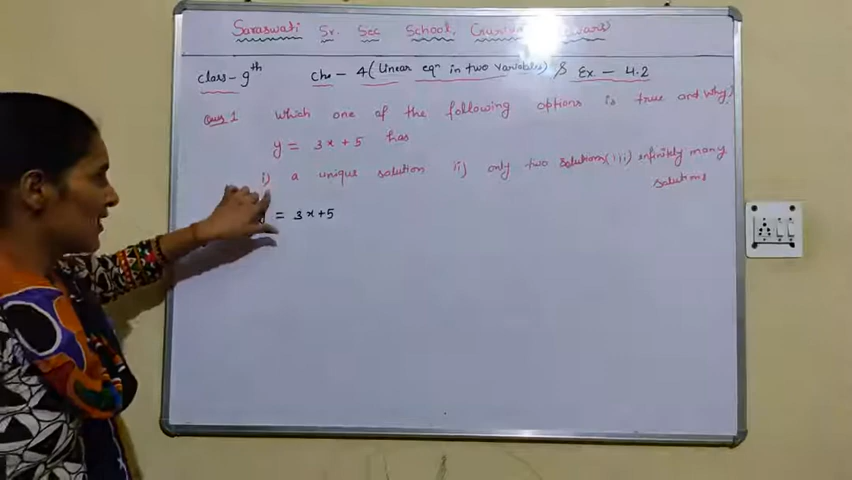 Saraswati Sr. Sec School,
Class - 9th Ch. - 4 (Linear eqn in two variables) & Ex - 4.2
Ques 1 Which one of the following options is true and why?
y = 3x + 5 has
i) a unique solution ii) only two solutions (iii) infinitely many
solutions
= 3x + 5